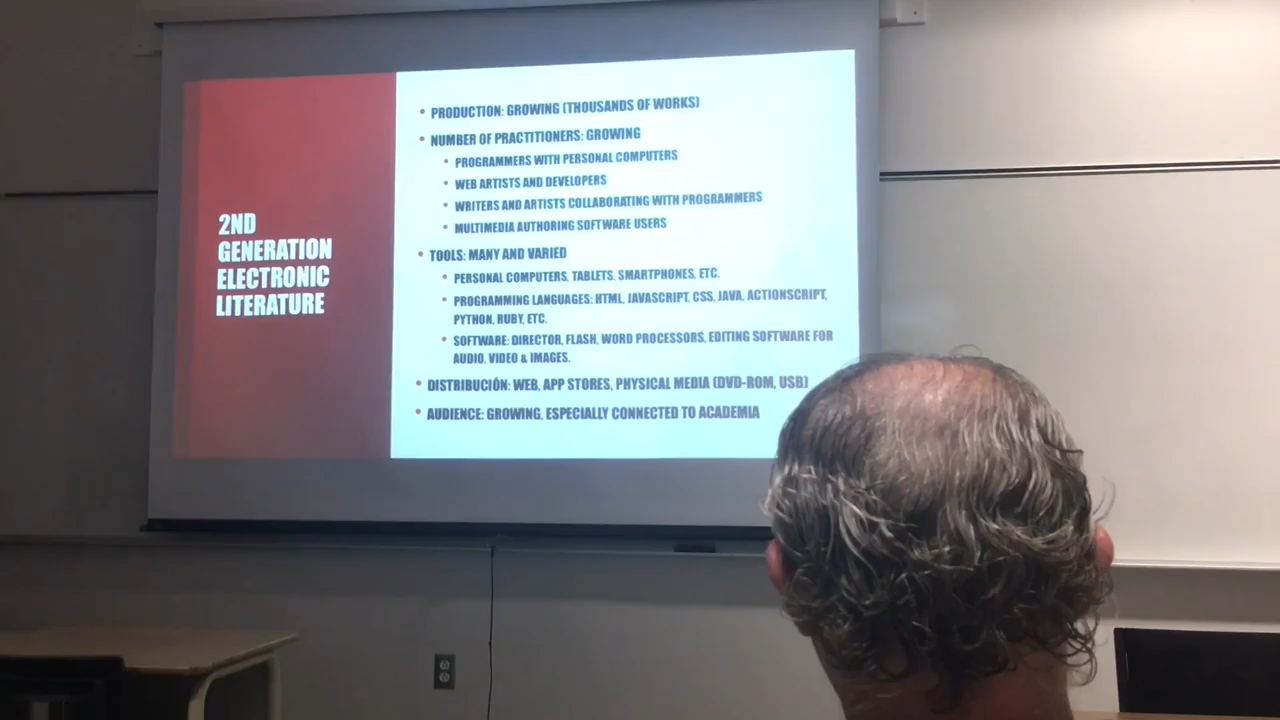 2ND
GENERATION
ELECTRONIC
LITERATURE
• PRODUCTION: GROWING (THOUSANDS OF WORKS)
• NUMBER OF PRACTITIONERS: GROWING
• PROGRAMMERS WITH PERSONAL COMPUTERS
• WEB ARTISTS AND DEVELOPERS
• WRITERS AND ARTISTS COLLABORATING WITH PROGRAMMERS
• MULTIMEDIA AUTHORING SOFTWARE USERS
• TOOLS: MANY AND VARIED
• PERSONAL COMPUTERS, TABLETS, SMARTPHONES, ETC.
• PROGRAMMING LANGUAGES: HTML, JAVASCRIPT, CSS, JAVA, ACTIONSCRIPT,
PYTHON, RUBY, ETC.
• SOFTWARE: DIRECTOR, FLASH, WORD PROCESSORS, EDITING SOFTWARE FOR
AUDIO, VIDEO & IMAGES.
• DISTRIBUCIÓN: WEB, APP STORES, PHYSICAL MEDIA (DVD-ROM, USB)
• AUDIENCE: GROWING, ESPECIALLY CONNECTED TO ACADEMIA